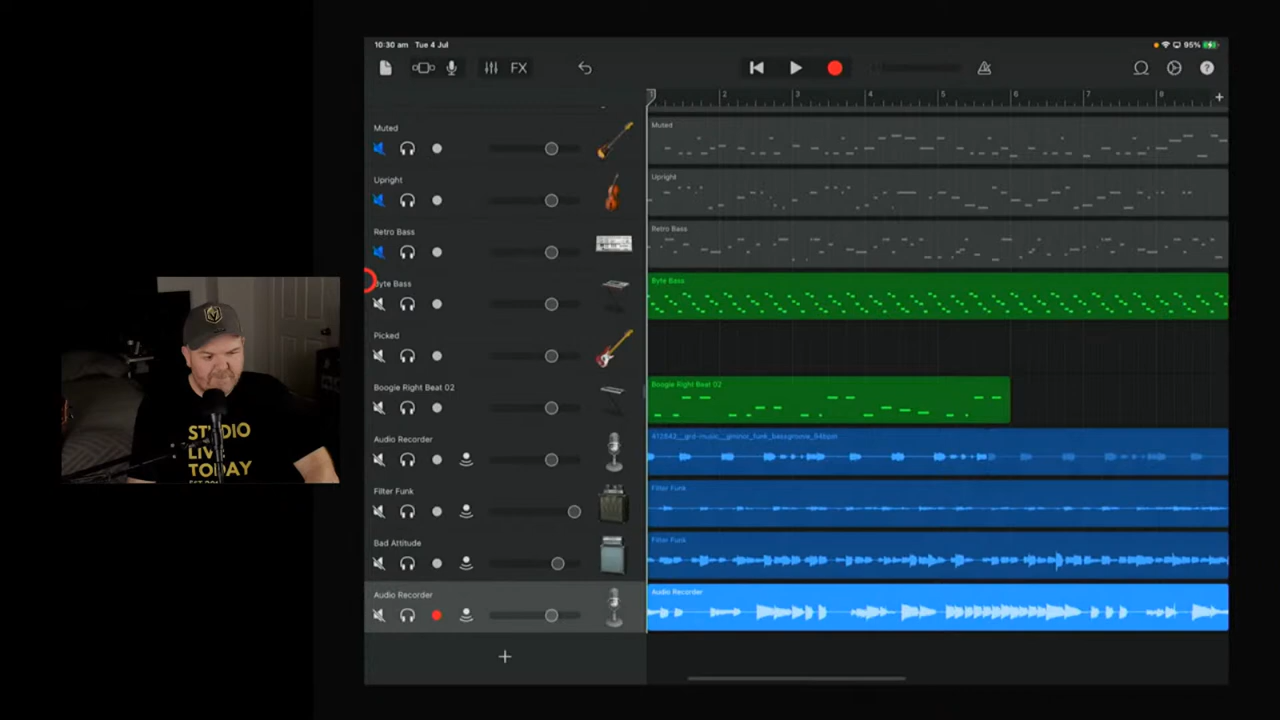 10:30 am Tue 4 Jul
95%
FX
?
1 2 3 4 5 6 7 8 +
Muted
Muted
Upright
Upright
Retro Bass
Retro Bass
Byte Bass
Byte Bass
Picked
Boogie Right Beat 02
Boogie Right Beat 02
Audio Recorder
Filter Funk
Filter Funk
Bad Attitude
Filter Funk
Audio Recorder
Audio Recorder
+
STUDIO
LIVE
TODAY